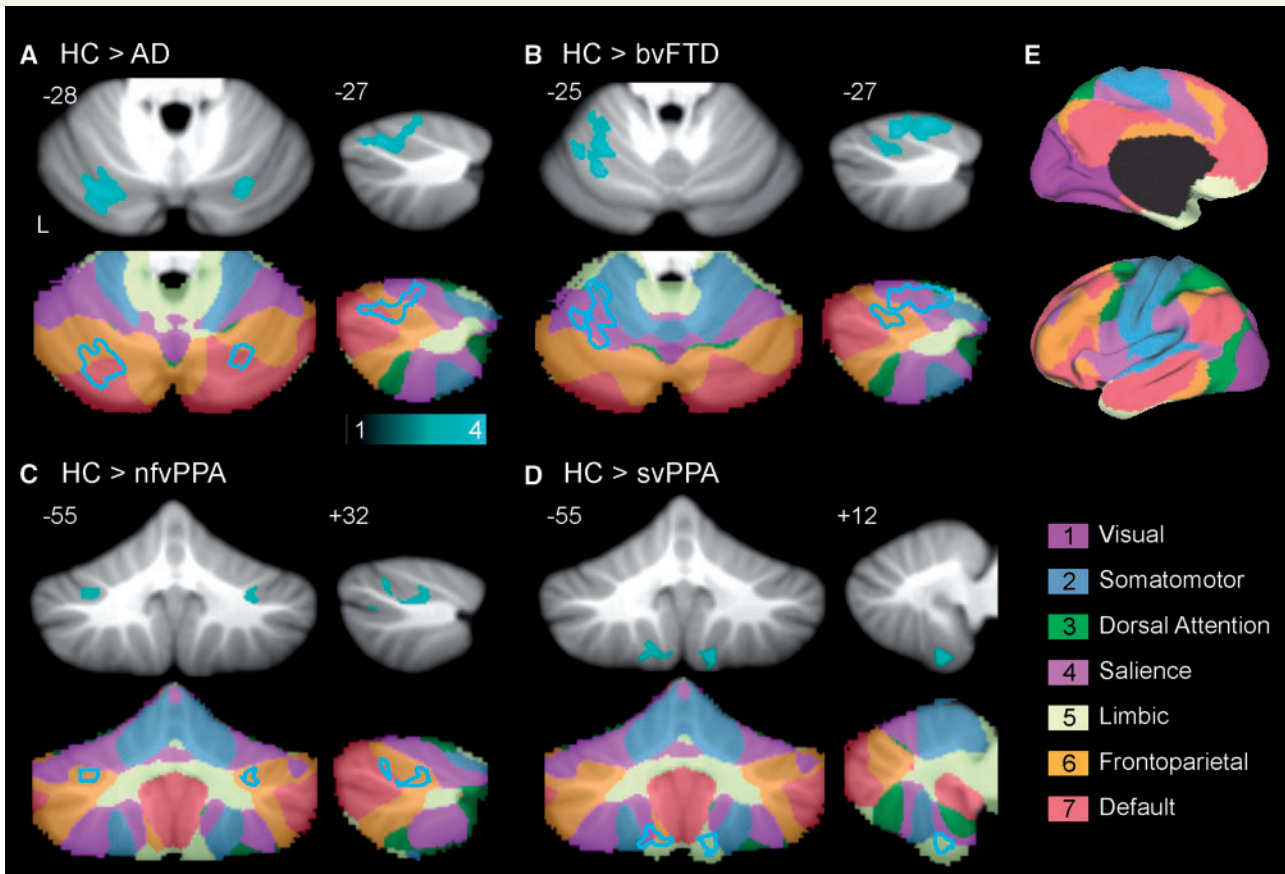 A HC > AD
-28
-27
L
1 4
B HC > bvFTD
-25
-27
E
C HC > nfvPPA
-55
+32
D HC > svPPA
-55
+12
1 Visual
2 Somatomotor
3 Dorsal Attention
4 Salience
5 Limbic
6 Frontoparietal
7 Default